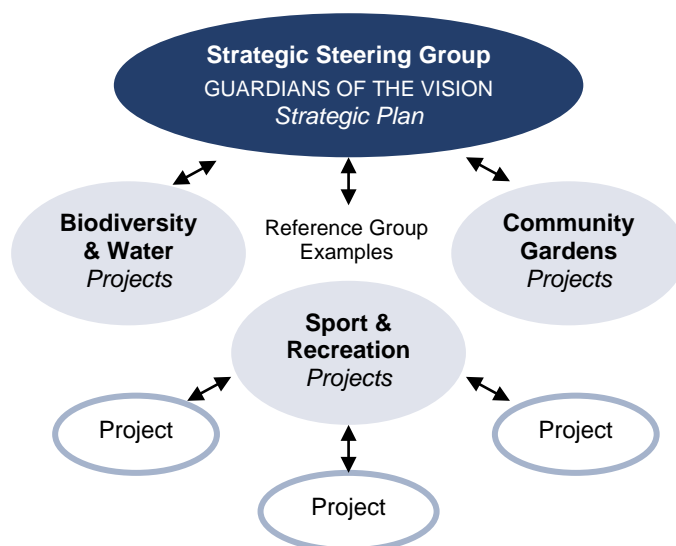 Strategic Steering Group
GUARDIANS OF THE VISION
Strategic Plan
Biodiversity
& Water
Projects
Reference Group
Examples
Community
Gardens
Projects
Sport &
Recreation
Projects
Project
Project
Project